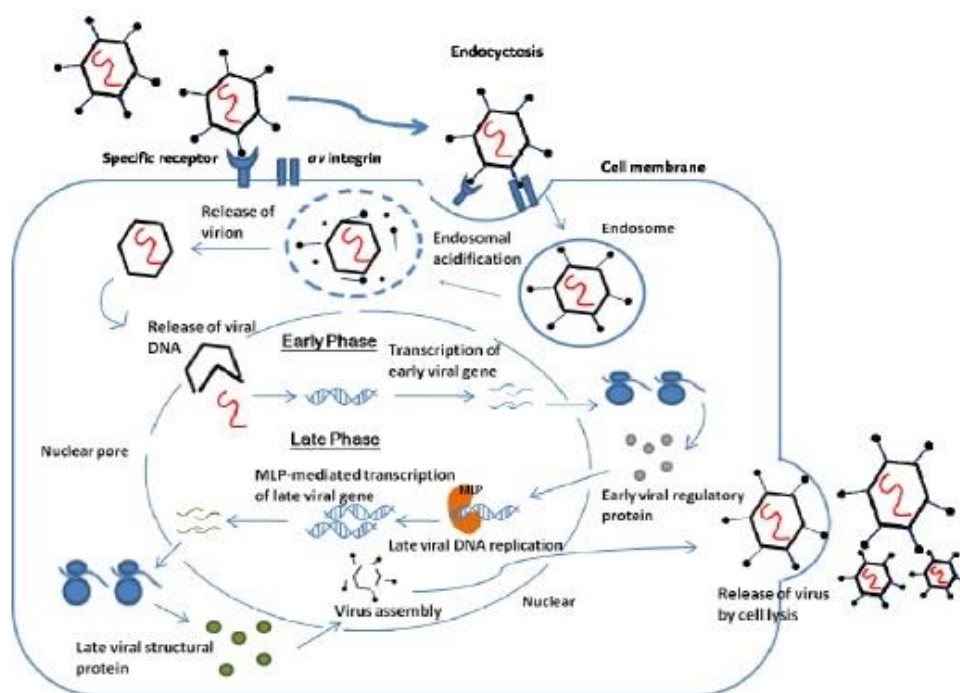 Endocyctosis
Specific receptor
αv integrin
Cell membrane
Release of
virion
Endosomal
acidification
Endosome
Release of viral
DNA
Early Phase
Transcription of
early viral gene
Nuclear pore
Late Phase
MLP-mediated transcription
of late viral gene
MLP
Early viral regulatory
protein
Late viral DNA replication
Virus assembly
Nuclear
Release of virus
by cell lysis
Late viral structural
protein